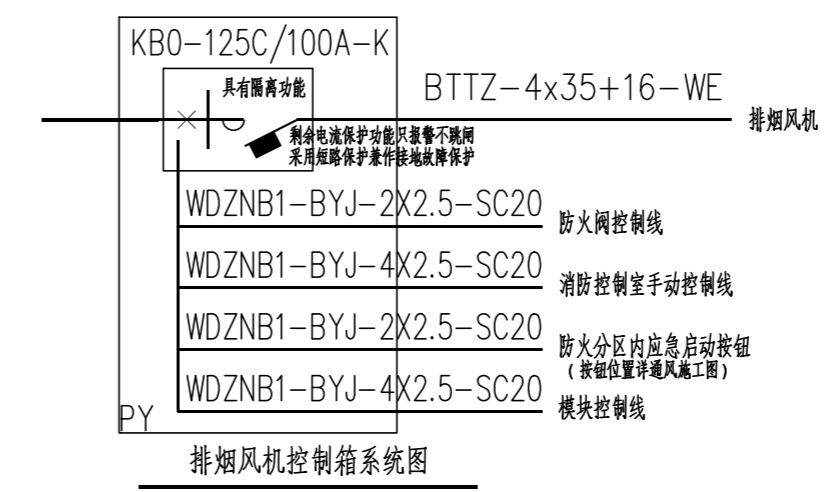 KB0-125C/100A-K
具有隔离功能
BTTZ-4x35+16-WE
排烟风机
剩余电流保护功能只报警不跳闸
采用短路保护兼作接地故障保护
WDZNB1-BYJ-2X2.5-SC20
防火阀控制线
WDZNB1-BYJ-4X2.5-SC20
消防控制室手动控制线
WDZNB1-BYJ-2X2.5-SC20
防火分区内应急启动按钮
(按钮位置详通风施工图)
WDZNB1-BYJ-4X2.5-SC20
模块控制线
PY
排烟风机控制箱系统图